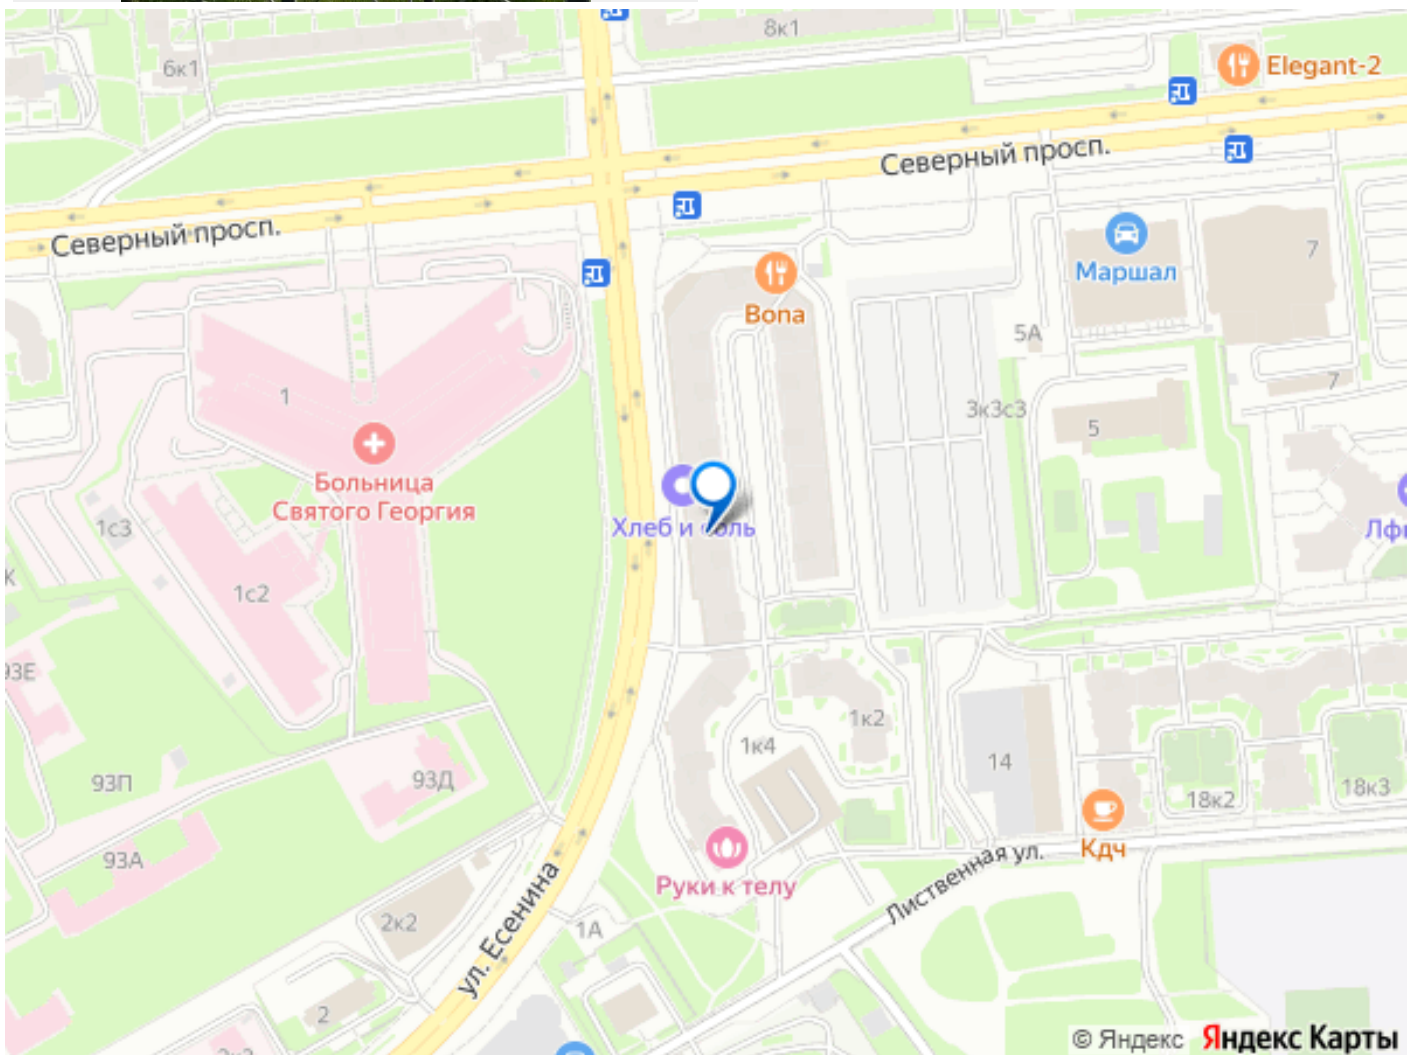 8к1
6к1
Elegant-2
Северный просп.
Северный просп.
Маршал
7
Bona
5А
7
1
3к3с3
5
Больница
Святого Георгия
Хлеб и соль
1с3
1с2
93Е
1к2
1к4
14
93П
93Д
18к2
18к3
93А
Кдч
Руки к телу
Лиственная ул.
2к2
ул. Есенина
1А
2
© Яндекс Яндекс Карты